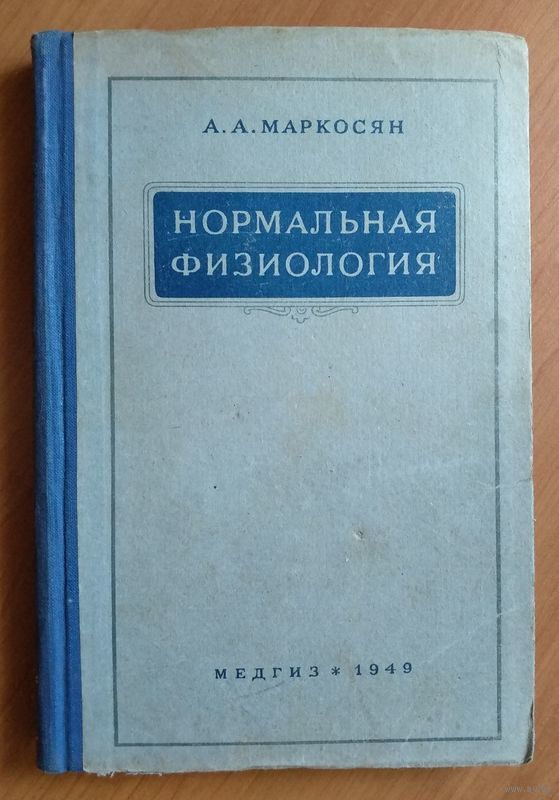 А. А. МАРКОСЯН
НОРМАЛЬНАЯ
ФИЗИОЛОГИЯ
МЕДГИЗ * 1949